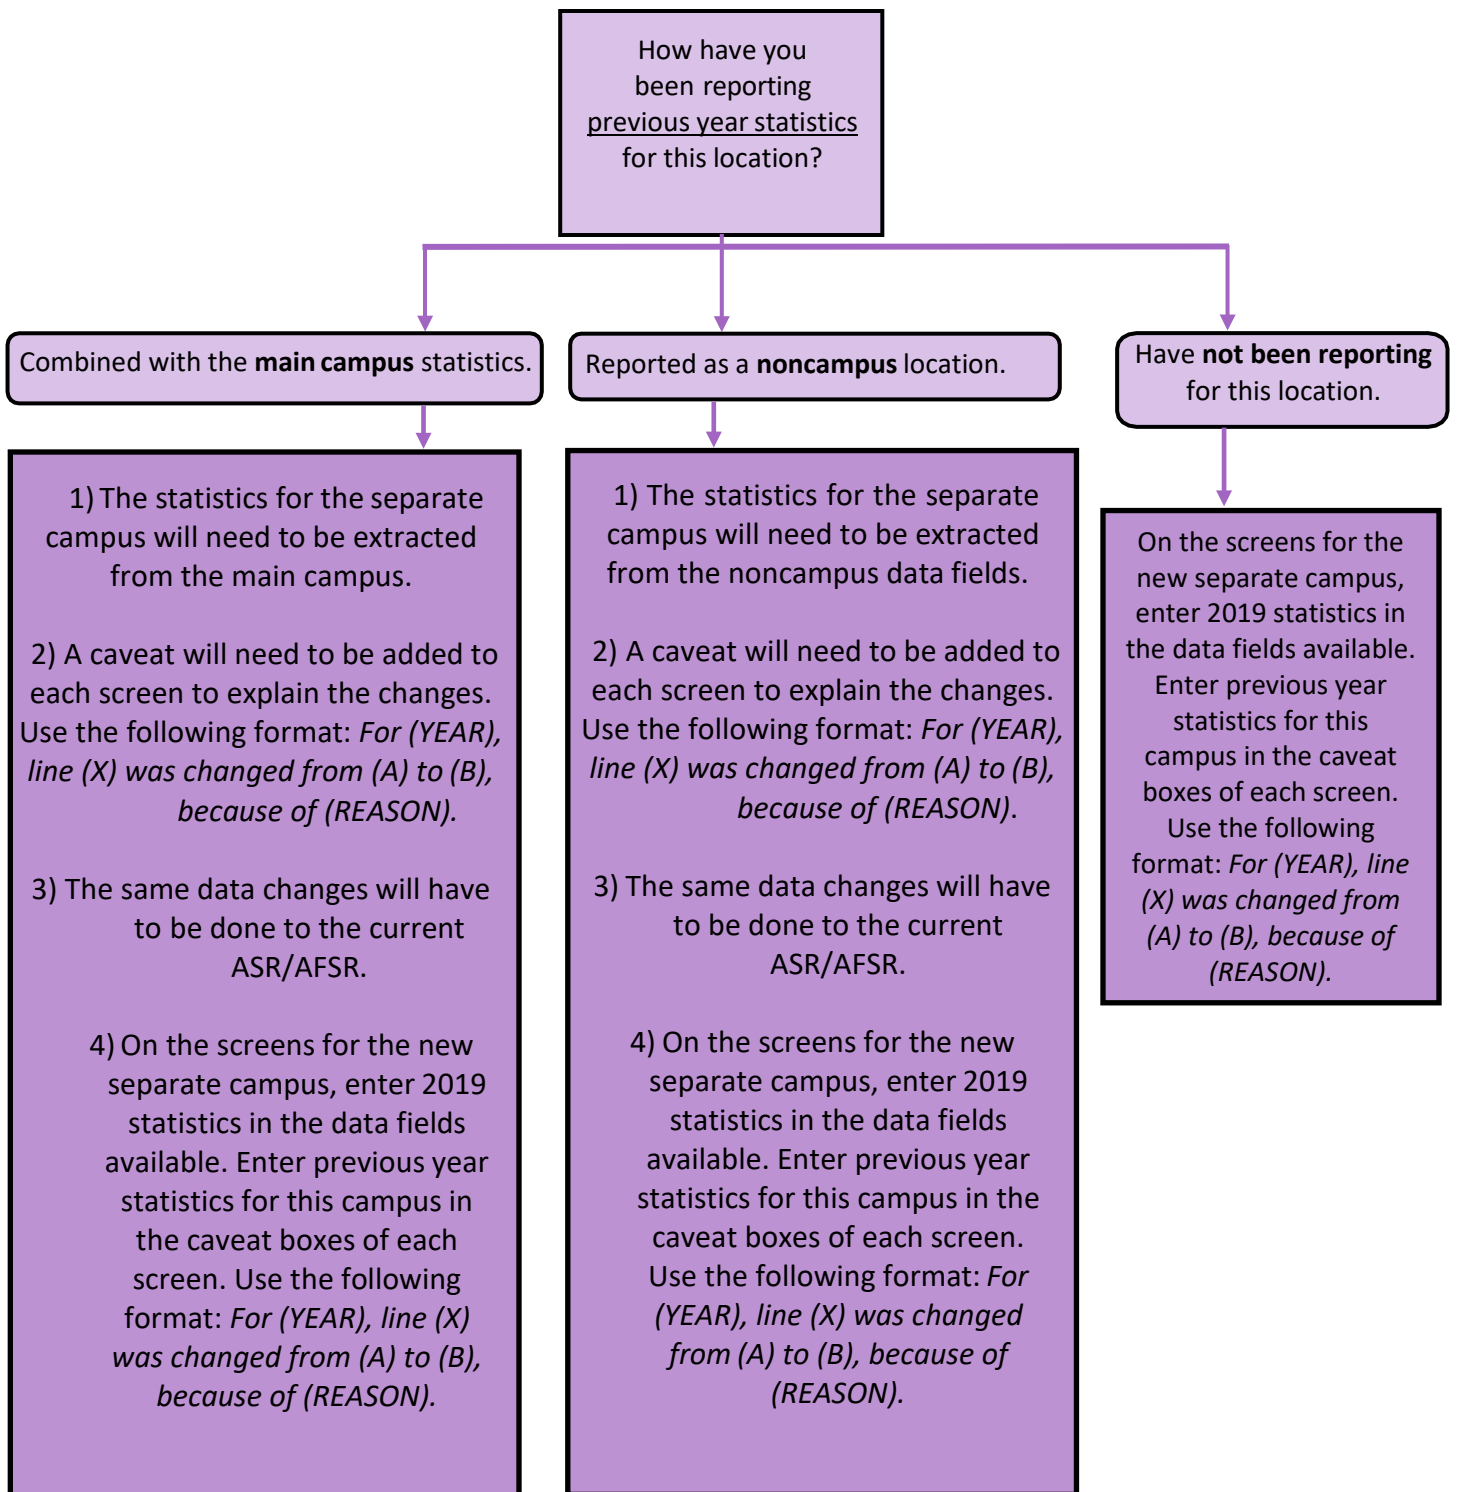 How have you
been reporting
previous year statistics
for this location?
Combined with the main campus statistics.
Reported as a noncampus location.
Have not been reporting
for this location.
1) The statistics for the separate
campus will need to be extracted
from the main campus.
2) A caveat will need to be added to
each screen to explain the changes.
Use the following format: For (YEAR),
line (X) was changed from (A) to (B),
because of (REASON).
3) The same data changes will have
to be done to the current
ASR/AFSR.
4) On the screens for the new
separate campus, enter 2019
statistics in the data fields
available. Enter previous year
statistics for this campus in
the caveat boxes of each
screen. Use the following
format: For (YEAR), line (X)
was changed from (A) to (B),
because of (REASON).
1) The statistics for the separate
campus will need to be extracted
from the noncampus data fields.
2) A caveat will need to be added to
each screen to explain the changes.
Use the following format: For (YEAR),
line (X) was changed from (A) to (B),
because of (REASON).
3) The same data changes will have
to be done to the current
ASR/AFSR.
4) On the screens for the new
separate campus, enter 2019
statistics in the data fields
available. Enter previous year
statistics for this campus in the
caveat boxes of each screen.
Use the following format: For
(YEAR), line (X) was changed
from (A) to (B), because of
(REASON).
On the screens for the
new separate campus,
enter 2019 statistics in
the data fields available.
Enter previous year
statistics for this
campus in the caveat
boxes of each screen.
Use the following
format: For (YEAR), line
(X) was changed from
(A) to (B), because of
(REASON).